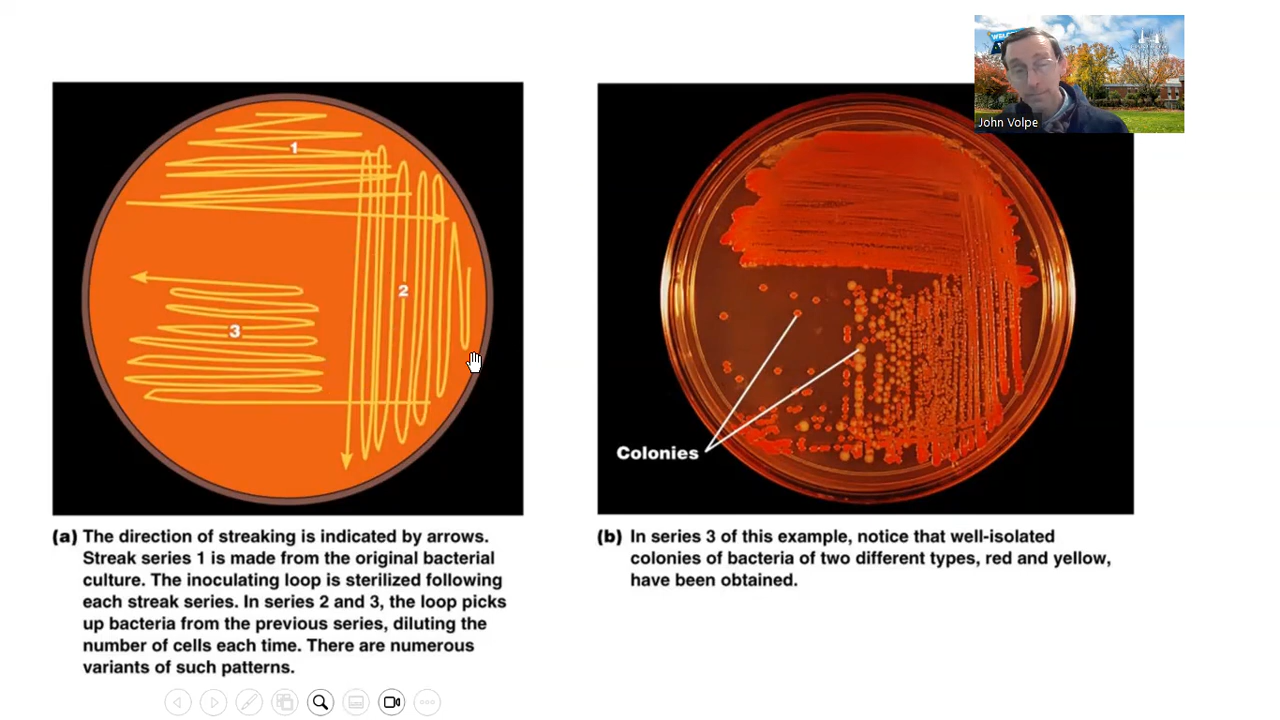 John Volpe
1
2
3
Colonies
(a) The direction of streaking is indicated by arrows.
Streak series 1 is made from the original bacterial
culture. The inoculating loop is sterilized following
each streak series. In series 2 and 3, the loop picks
up bacteria from the previous series, diluting the
number of cells each time. There are numerous
variants of such patterns.
(b) In series 3 of this example, notice that well-isolated
colonies of bacteria of two different types, red and yellow,
have been obtained.